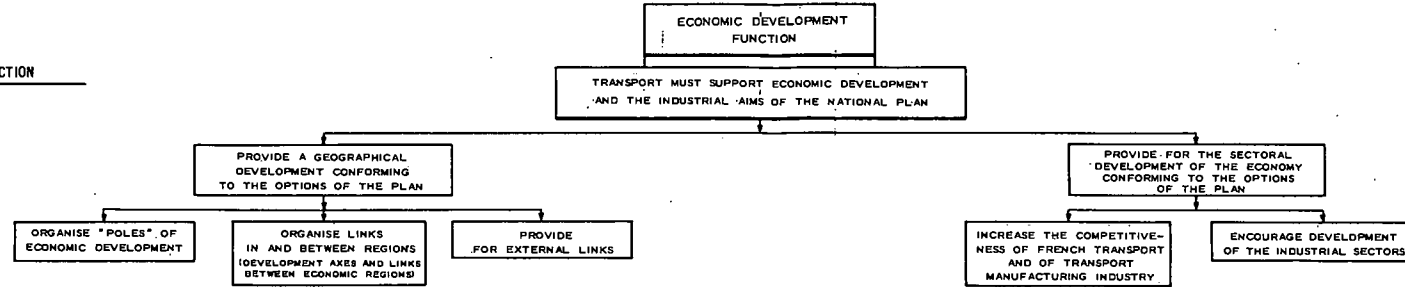 ECONOMIC DEVELOPMENT
FUNCTION
CTION
TRANSPORT MUST SUPPORT ECONOMIC DEVELOPMENT
AND THE INDUSTRIAL AIMS OF THE NATIONAL PLAN
PROVIDE A GEOGRAPHICAL
DEVELOPMENT CONFORMING
TO THE OPTIONS OF THE PLAN
PROVIDE FOR THE SECTORAL
DEVELOPMENT OF THE ECONOMY
CONFORMING TO THE OPTIONS
OF THE PLAN
ORGANISE "POLES" OF
ECONOMIC DEVELOPMENT
ORGANISE LINKS
IN AND BETWEEN REGIONS
(DEVELOPMENT AXES AND LINKS
BETWEEN ECONOMIC REGIONS)
PROVIDE
FOR EXTERNAL LINKS
INCREASE THE COMPETITIVE-
NESS OF FRENCH TRANSPORT
AND OF TRANSPORT
MANUFACTURING INDUSTRY
ENCOURAGE DEVELOPMENT
OF THE INDUSTRIAL SECTORS